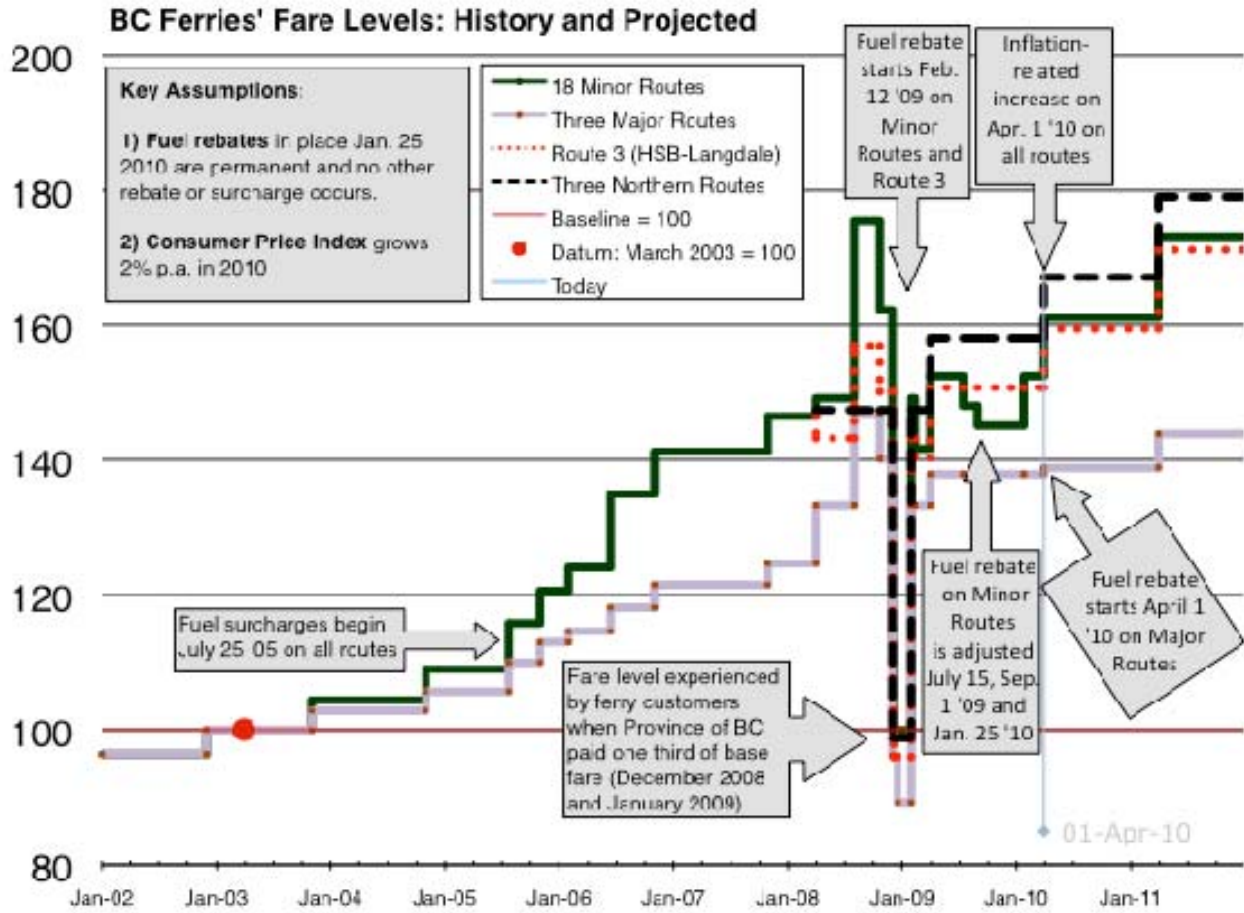 BC Ferries' Fare Levels: History and Projected
200
180
160
140
120
100
80
Key Assumptions:
1) Fuel rebates in place Jan. 25
2010 are permanent and no other
rebate or surcharge occurs.
2) Consumer Price Index grows
2% p.a. in 2010
18 Minor Routes
Three Major Routes
Route 3 (HSB-Langdale)
Three Northern Routes
Baseline = 100
Datum: March 2003 = 100
Today
Fuel rebate
starts Feb.
12 '09 on
Minor
Routes and
Route 3
Inflation-
related
increase on
Apr. 1 '10 on
all routes
Fuel surcharges begin
July 25 05 on all routes
Fare level experienced
by ferry customers
when Province of BC
paid one third of base
fare (December 2008
and January 2009)
Fuel rebate
on Minor
Routes
is adjusted
July 15, Sep.
1 '09 and
Jan. 25 '10
Fuel rebate
starts April 1
'10 on Major
Routes
01-Apr-10
Jan-02
Jan-03
Jan-04
Jan-05
Jan-06
Jan-07
Jan-08
Jan-09
Jan-10
Jan-11